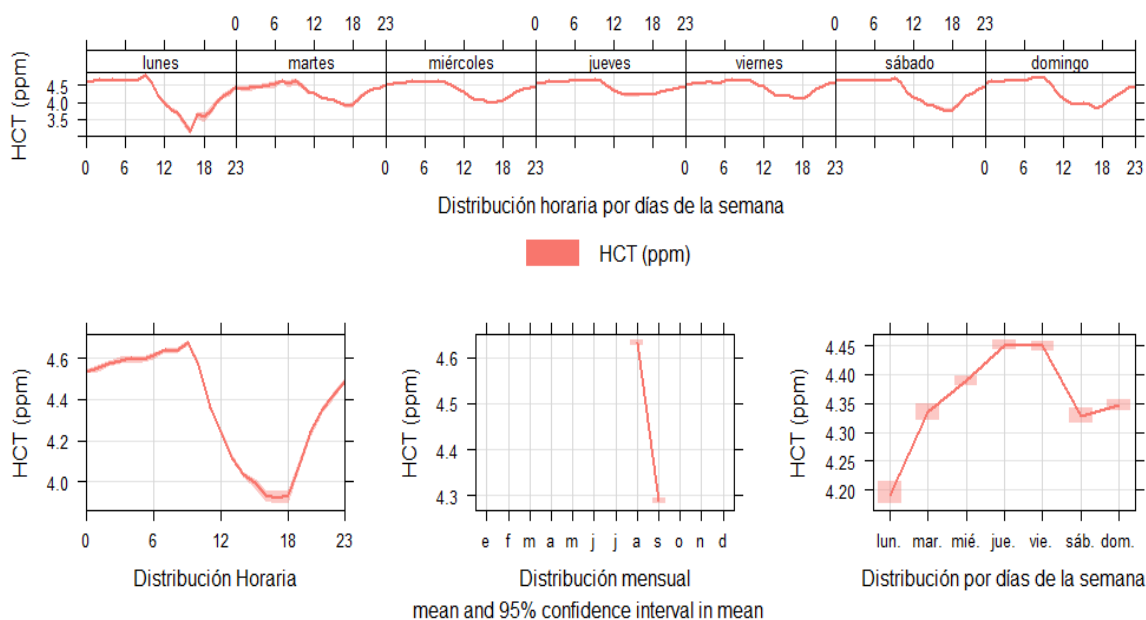 0 6 12 18 23 0 6 12 18 23 0 6 12 18 23
lunes martes miércoles jueves viernes sábado domingo
HCT (ppm)
4.5
4.0
3.5
0 6 12 18 23 0 6 12 18 23 0 6 12 18 23 0 6 12 18 23
Distribución horaria por días de la semana
HCT (ppm)
HCT (ppm)
4.6
4.4
4.2
4.0
0 6 12 18 23
Distribución Horaria
HCT (ppm)
4.6
4.5
4.4
4.3
e f m a m j j a s o n d
Distribución mensual
mean and 95% confidence interval in mean
HCT (ppm)
4.45
4.40
4.35
4.30
4.25
4.20
lun. mar. mié. jue. vie. sáb. dom.
Distribución por días de la semana